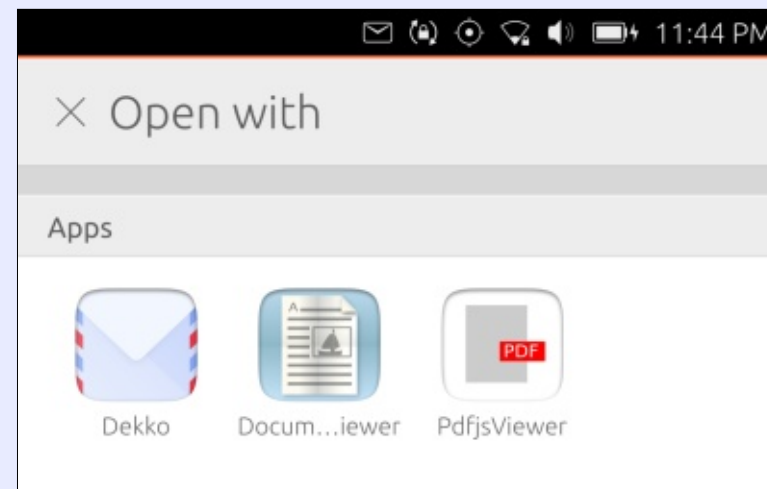 11:44 PM
Open with
Apps
A
PDF
Dekko
Docum...iewer
PdfjsViewer